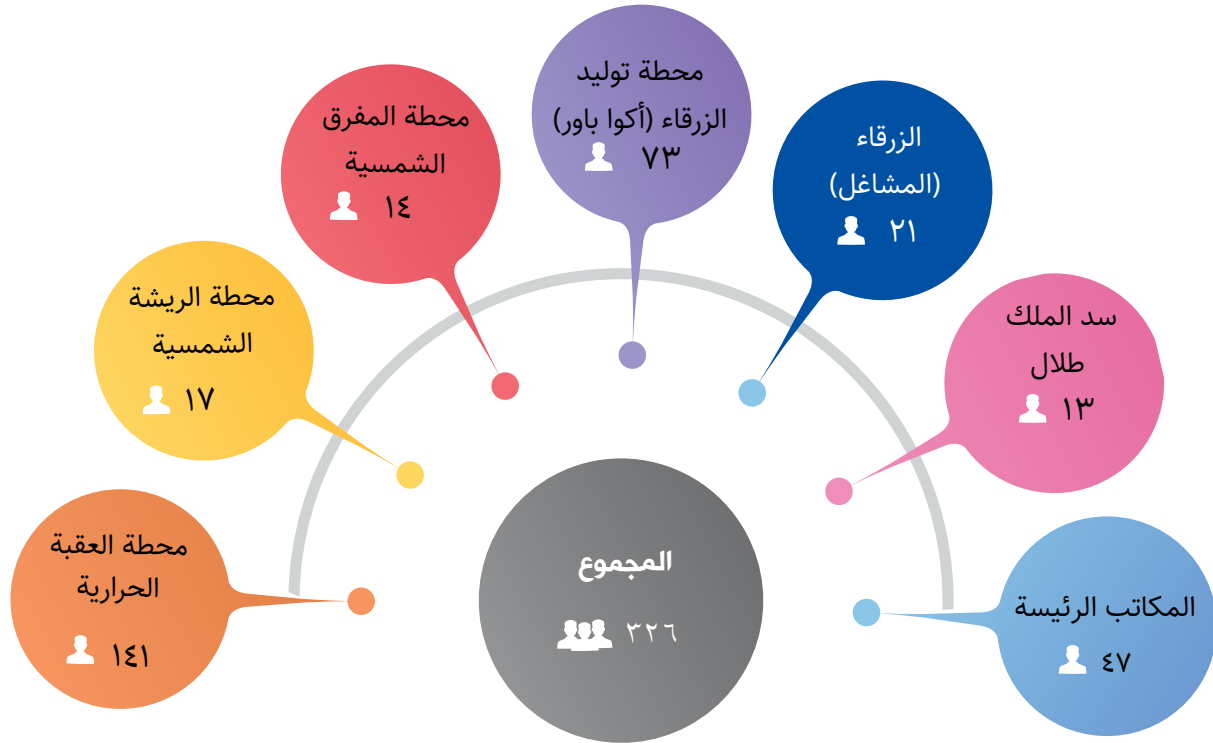 المكاتب الرئيسة
٤٧
سد الملك
طلال
١٣
الزرقاء
(المشاغل)
٢١
محطة توليد
الزرقاء (أكوا باور)
٧٣
محطة المفرق
الشمسية
١٤
محطة الريشة
الشمسية
١٧
محطة العقبة
الحرارية
١٤١
المجموع
٣٢٦